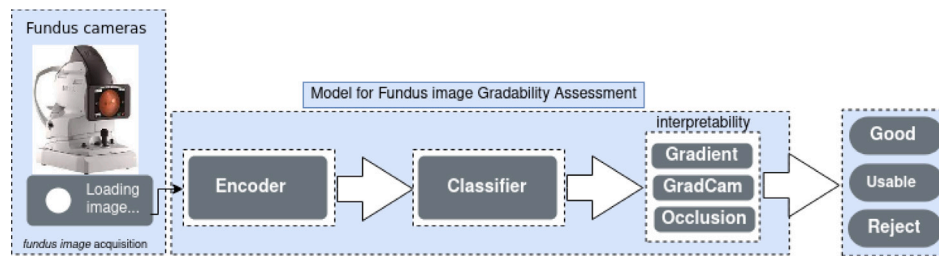 Fundus cameras
Loading
image...
fundus image acquisition
Model for Fundus image Gradability Assessment
Encoder
Classifier
interpretability
Gradient
GradCam
Occlusion
Good
Usable
Reject